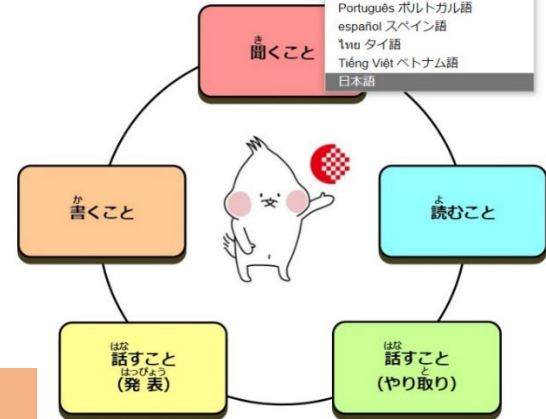 Português ポルトガル語
español スペイン語
ไทย タイ語
Tiếng Việt ベトナム語
日本語
き
聞くこと
か
書くこと
よ
読むこと
はな
話すこと
はっぴょう
(発表)
はな
話すこと
と
(やり取り)